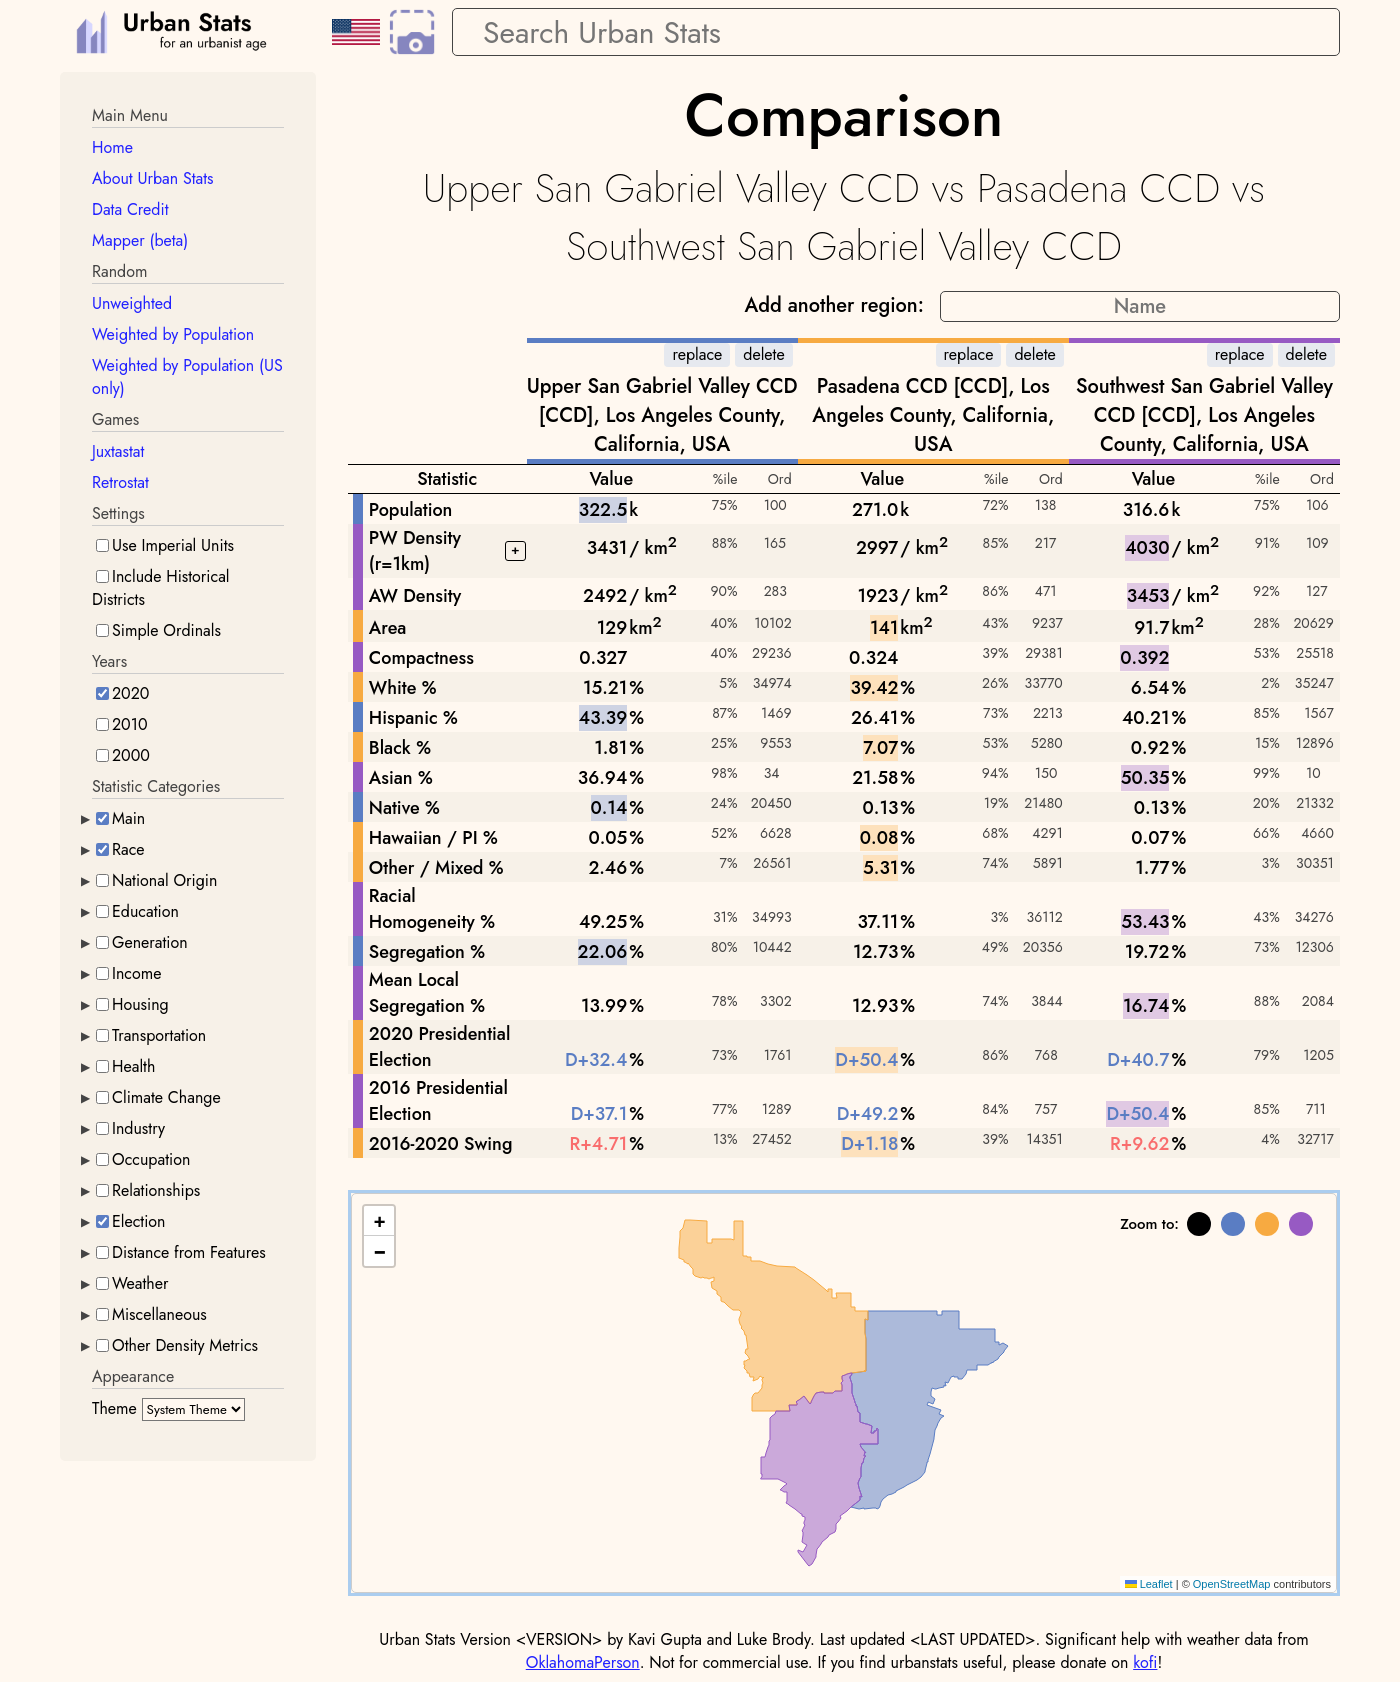 Urban Stats
for an urbanist age
Search Urban Stats
Main Menu
Home
About Urban Stats
Data Credit
Mapper (beta)
Random
Unweighted
Weighted by Population
Weighted by Population (US
only)
Games
Juxtastat
Retrostat
Settings
Use Imperial Units
Include Historical
Districts
Simple Ordinals
Years
2020
2010
2000
Statistic Categories
Main
Race
National Origin
Education
Generation
Income
Housing
Transportation
Health
Climate Change
Industry
Occupation
Relationships
Election
Distance from Features
Weather
Miscellaneous
Other Density Metrics
Appearance
Theme System Theme
Comparison
Upper San Gabriel Valley CCD vs Pasadena CCD vs
Southwest San Gabriel Valley CCD
Add another region: Name
replace delete replace delete replace delete
Upper San Gabriel Valley CCD
[CCD], Los Angeles County,
California, USA
Pasadena CCD [CCD], Los
Angeles County, California,
USA
Southwest San Gabriel Valley
CCD [CCD], Los Angeles
County, California, USA
Statistic Value %ile Ord Value %ile Ord Value %ile Ord
Population 322.5k 75% 100 271.0k 72% 138 316.6k 75% 106
PW Density
(r=1km) + 3431/ km² 88% 165 2997/ km² 85% 217 4030/ km² 91% 109
AW Density 2492/ km² 90% 283 1923/ km² 86% 471 3453/ km² 92% 127
Area 129km² 40% 10102 141km² 43% 9237 91.7km² 28% 20629
Compactness 0.327 40% 29236 0.324 39% 29381 0.392 53% 25518
White % 15.21% 5% 34974 39.42% 26% 33770 6.54% 2% 35247
Hispanic % 43.39% 87% 1469 26.41% 73% 2213 40.21% 85% 1567
Black % 1.81% 25% 9553 7.07% 53% 5280 0.92% 15% 12896
Asian % 36.94% 98% 34 21.58% 94% 150 50.35% 99% 10
Native % 0.14% 24% 20450 0.13% 19% 21480 0.13% 20% 21332
Hawaiian / PI % 0.05% 52% 6628 0.08% 68% 4291 0.07% 66% 4660
Other / Mixed % 2.46% 7% 26561 5.31% 74% 5891 1.77% 3% 30351
Racial
Homogeneity % 49.25% 31% 34993 37.11% 3% 36112 53.43% 43% 34276
Segregation % 22.06% 80% 10442 12.73% 49% 20356 19.72% 73% 12306
Mean Local
Segregation % 13.99% 78% 3302 12.93% 74% 3844 16.74% 88% 2084
2020 Presidential
Election D+32.4% 73% 1761 D+50.4% 86% 768 D+40.7% 79% 1205
2016 Presidential
Election D+37.1% 77% 1289 D+49.2% 84% 757 D+50.4% 85% 711
2016-2020 Swing R+4.71% 13% 27452 D+1.18% 39% 14351 R+9.62% 4% 32717
+
−
Zoom to:
Leaflet | © OpenStreetMap contributors
Urban Stats Version <VERSION> by Kavi Gupta and Luke Brody. Last updated <LAST UPDATED>. Significant help with weather data from
OklahomaPerson. Not for commercial use. If you find urbanstats useful, please donate on kofi!